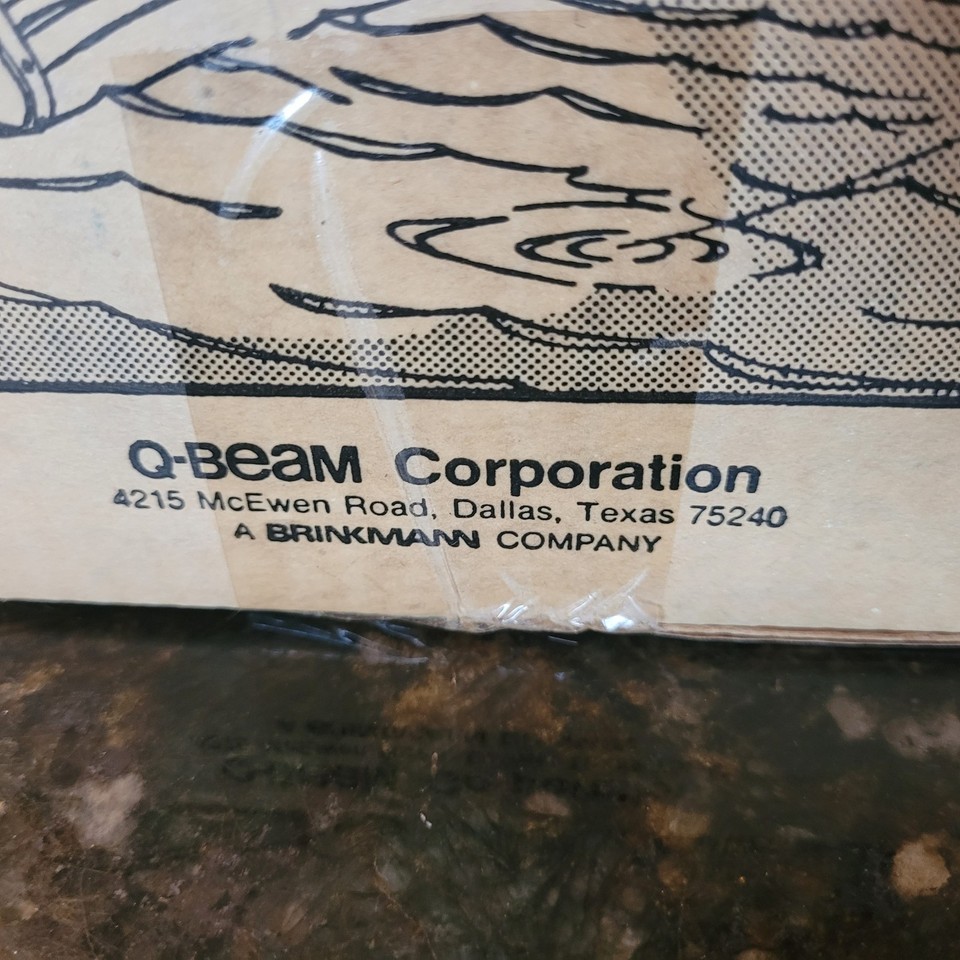 Q-BeaM Corporation
4215 McEwen Road, Dallas, Texas 75240
A BRINKMANN COMPANY